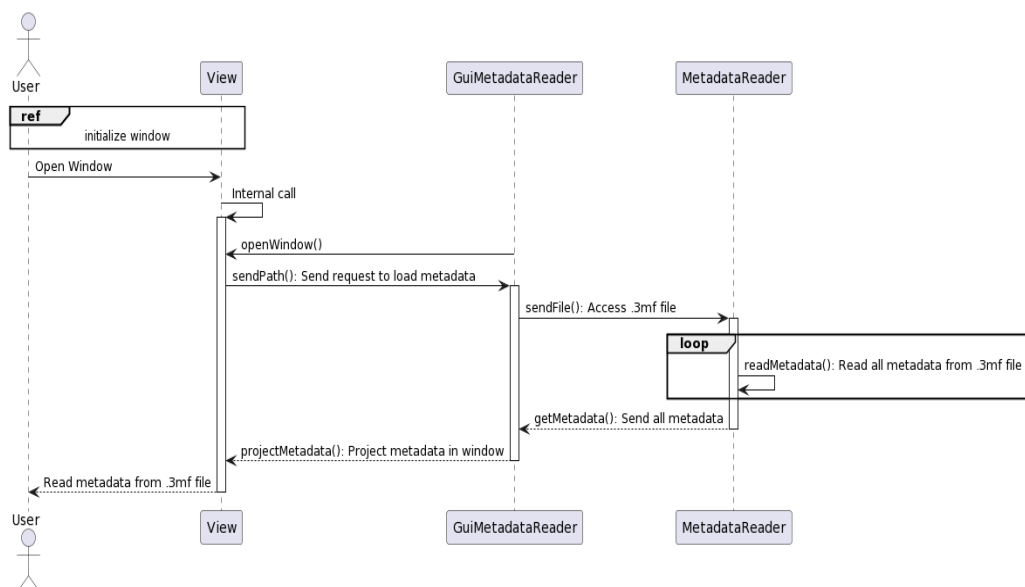 User
View
GuiMetadataReader
MetadataReader
ref
initialize window
Open Window
Internal call
openWindow()
sendPath(): Send request to load metadata
sendFile(): Access .3mf file
loop
readMetadata(): Read all metadata from .3mf file
getMetadata(): Send all metadata
projectMetadata(): Project metadata in window
Read metadata from .3mf file
User
View
GuiMetadataReader
MetadataReader